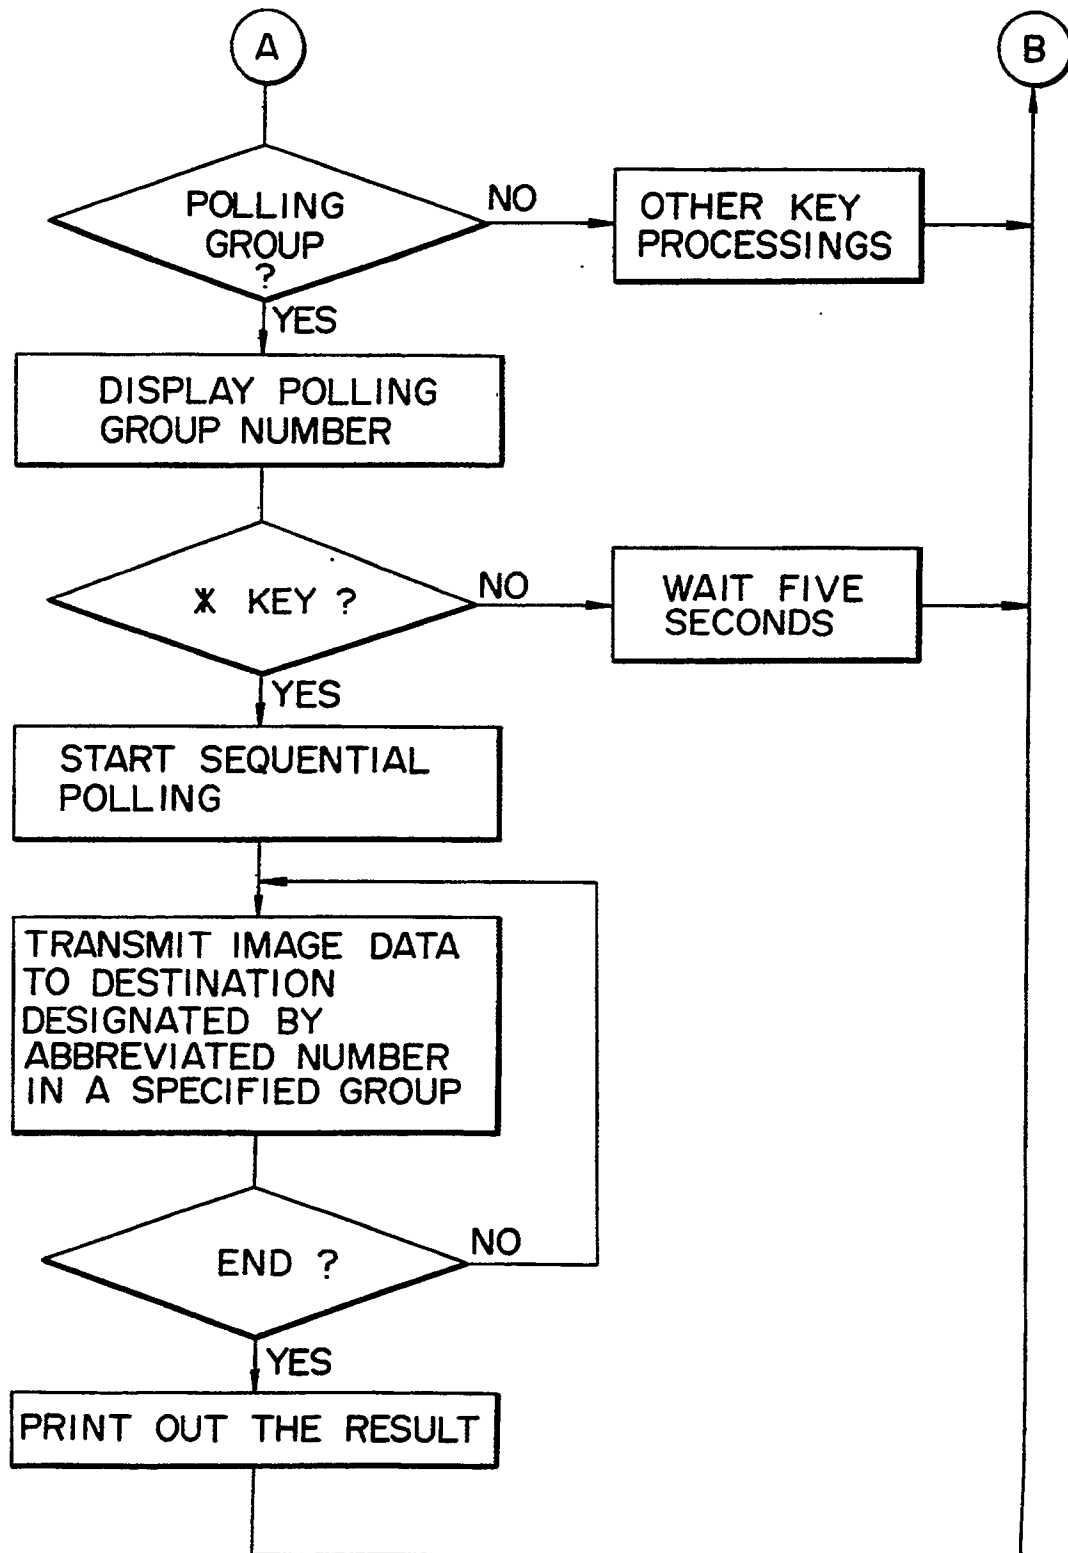 A
B
POLLING
GROUP
?
NO
OTHER KEY
PROCESSINGS
YES
DISPLAY POLLING
GROUP NUMBER
* KEY ?
NO
WAIT FIVE
SECONDS
YES
START SEQUENTIAL
POLLING
TRANSMIT IMAGE DATA
TO DESTINATION
DESIGNATED BY
ABBREVIATED NUMBER
IN A SPECIFIED GROUP
END ?
NO
YES
PRINT OUT THE RESULT